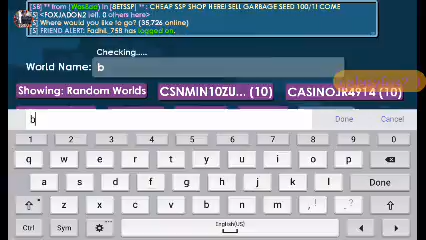 [SB] ** from (Was8ad) in [8ETSSP] ** : CHEAP SSP SHOP HERE! SELL GARBAGE SEED 100/1! COME
<FOXJADON2 left, 0 others here>
Where would you like to go? (35,726 online)
FRIEND ALERT: Fadhil_758 has logged on.
Checking.....
World Name: b
Showing: Random Worlds CSNMIN10ZU... (10) CASINOJR4914 (10)
b Done Cancel
1 2 3 4 5 6 7 8 9 0
q w e r t y u i o p
a s d f g h j k l Done
z x c v b n m , ! . ?
Ctrl Sym English(US)